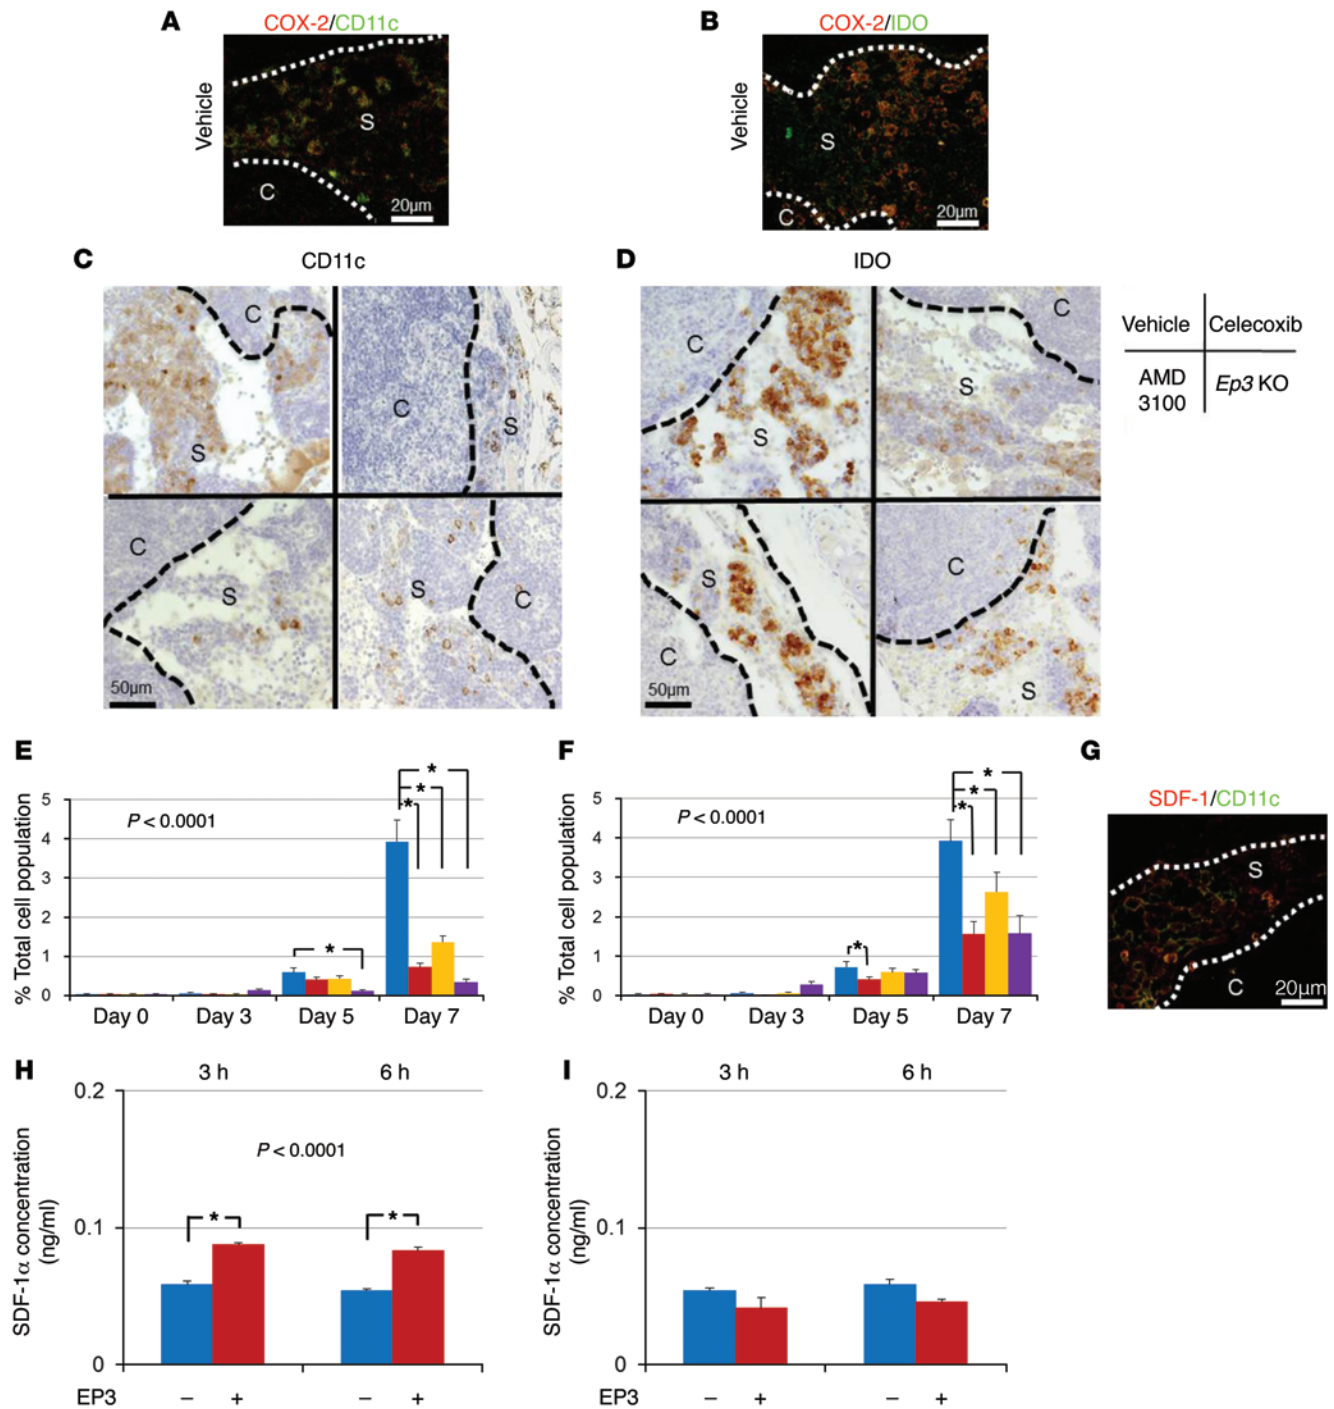 A
COX-2/CD11c
Vehicle
S
C
20µm
B
COX-2/IDO
Vehicle
S
C
20µm
C
CD11c
C
S
C
S
C
S
S
C
50µm
D
IDO
C
S
C
S
S
C
C
S
50µm
Vehicle
Celecoxib
AMD
3100
Ep3 KO
E
% Total cell population
5
4
3
2
1
0
P < 0.0001
*
*
*
*
Day 0
Day 3
Day 5
Day 7
F
% Total cell population
5
4
3
2
1
0
P < 0.0001
*
*
*
*
Day 0
Day 3
Day 5
Day 7
G
SDF-1/CD11c
S
C
20µm
H
3 h
6 h
SDF-1α concentration
(ng/ml)
0.2
0.1
0
P < 0.0001
*
*
EP3
– + – +
I
3 h
6 h
SDF-1α concentration
(ng/ml)
0.2
0.1
0
EP3
– + – +